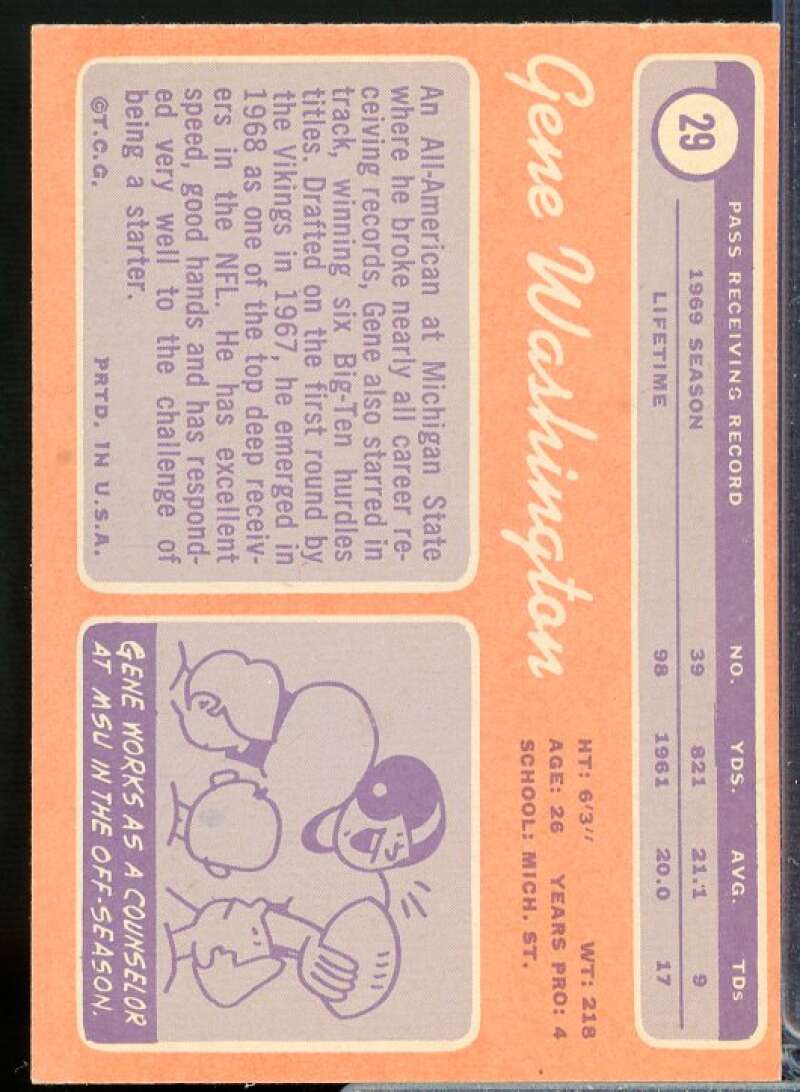 29
PASS RECEIVING RECORD NO. YDS. AVG. TDs
1969 SEASON 39 821 21.1 9
LIFETIME 98 1961 20.0 17
Gene Washington
HT: 6'3" WT: 218
AGE: 26 YEARS PRO: 4
SCHOOL: MICH. ST.
An All-American at Michigan State
where he broke nearly all career re-
ceiving records, Gene also starred in
track, winning six Big-Ten hurdles
titles. Drafted on the first round by
the Vikings in 1967, he emerged in
1968 as one of the top deep receiv-
ers in the NFL. He has excellent
speed, good hands and has respond-
ed very well to the challenge of
being a starter.
©T.C.G. PRTD. IN U.S.A.
GENE WORKS AS A COUNSELOR
AT MSU IN THE OFF-SEASON.